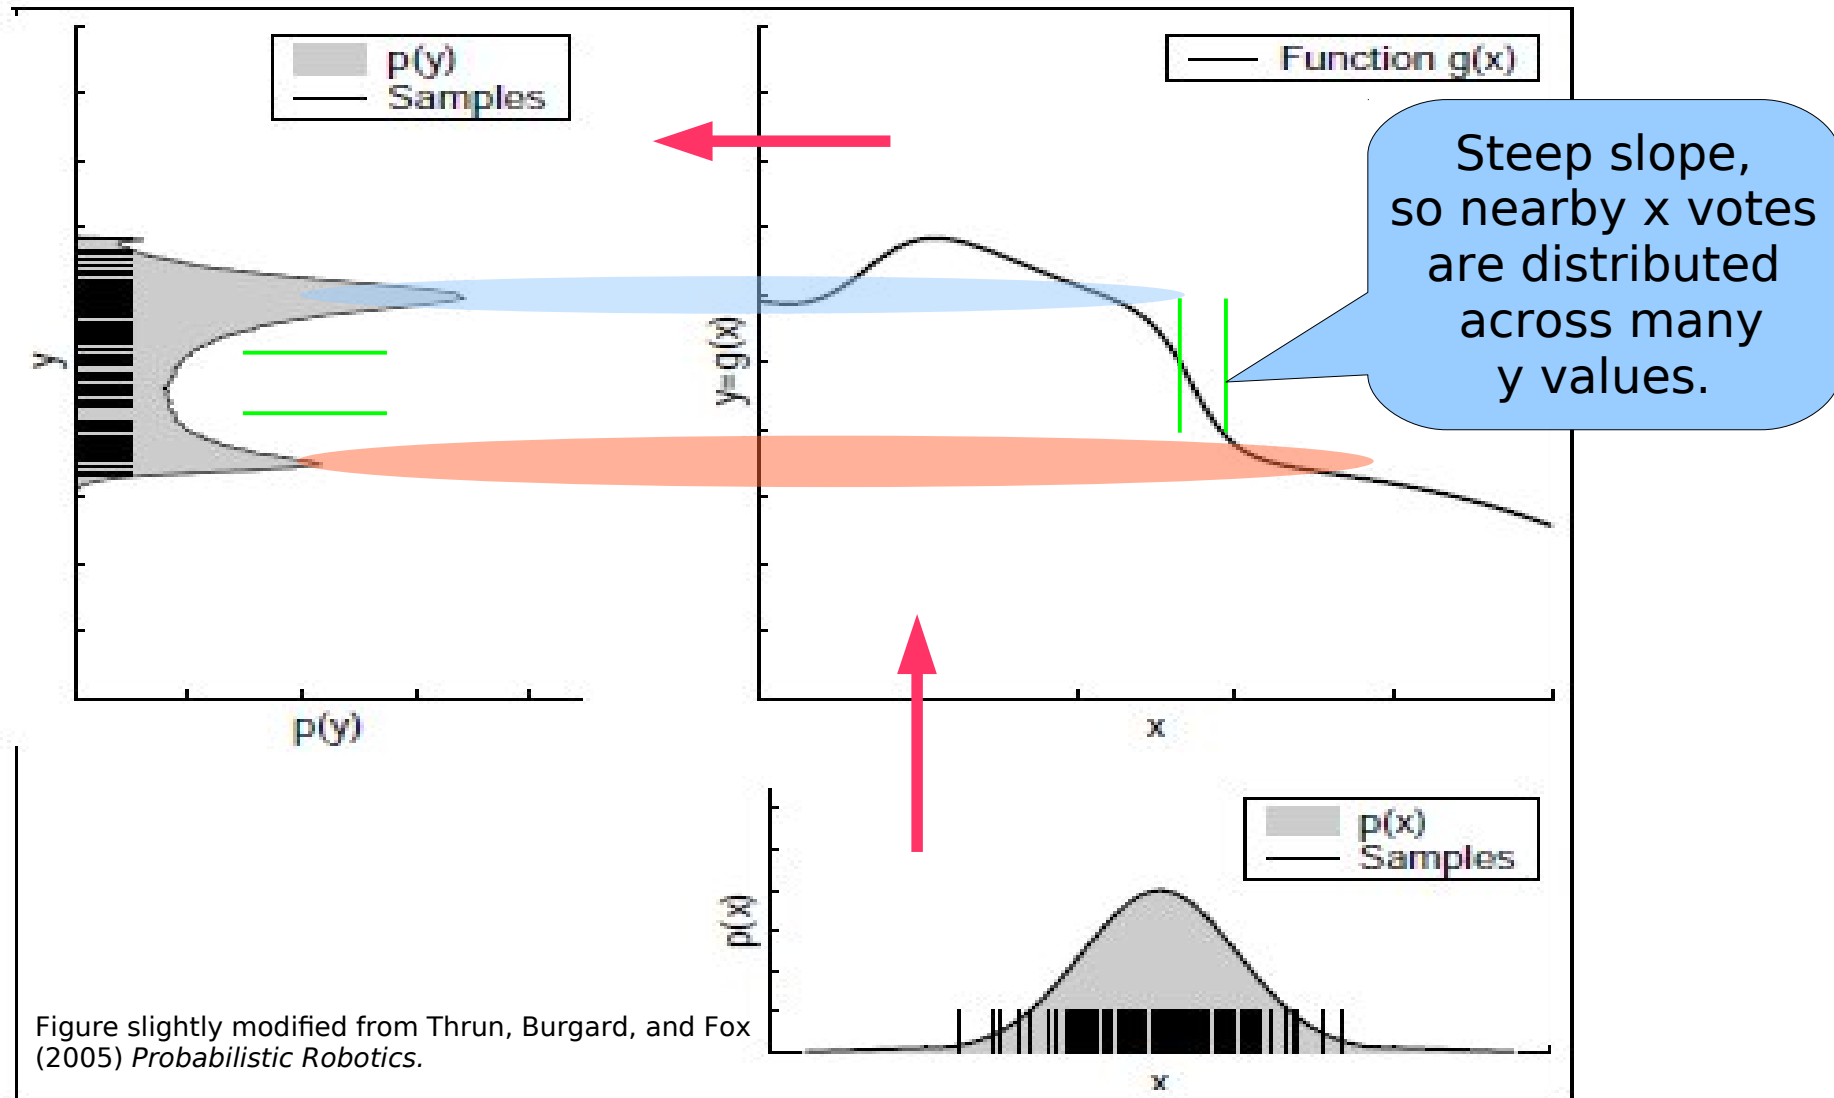 p(y)
Samples
Function g(x)
Steep slope,
so nearby x votes
are distributed
across many
y values.
y
y=g(x)
p(y)
x
p(x)
Samples
p(x)
x
Figure slightly modified from Thrun, Burgard, and Fox
(2005) Probabilistic Robotics.